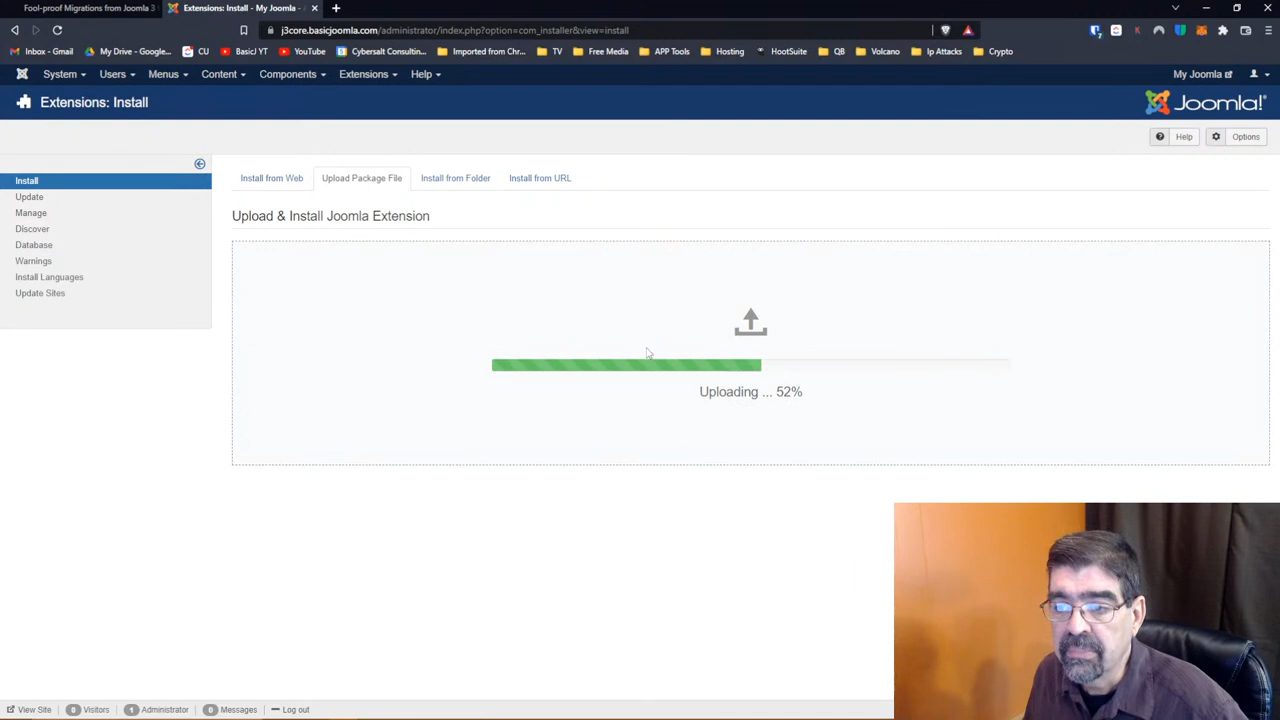 Fool-proof Migrations from Joomla 3
Extensions: Install - My Joomla -
j3core.basicjoomla.com/administrator/index.php?option=com_installer&view=install
Inbox - Gmail
My Drive - Google...
CU
BasicJ YT
YouTube
Cybersalt Consultin...
Imported from Chr...
TV
Free Media
APP Tools
Hosting
HootSuite
QB
Volcano
Ip Attacks
Crypto
System
Users
Menus
Content
Components
Extensions
Help
My Joomla
Extensions: Install
Joomla!
Help
Options
Install
Update
Manage
Discover
Database
Warnings
Install Languages
Update Sites
Install from Web
Upload Package File
Install from Folder
Install from URL
Upload & Install Joomla Extension
Uploading ... 52%
View Site
0 Visitors
1 Administrator
0 Messages
Log out